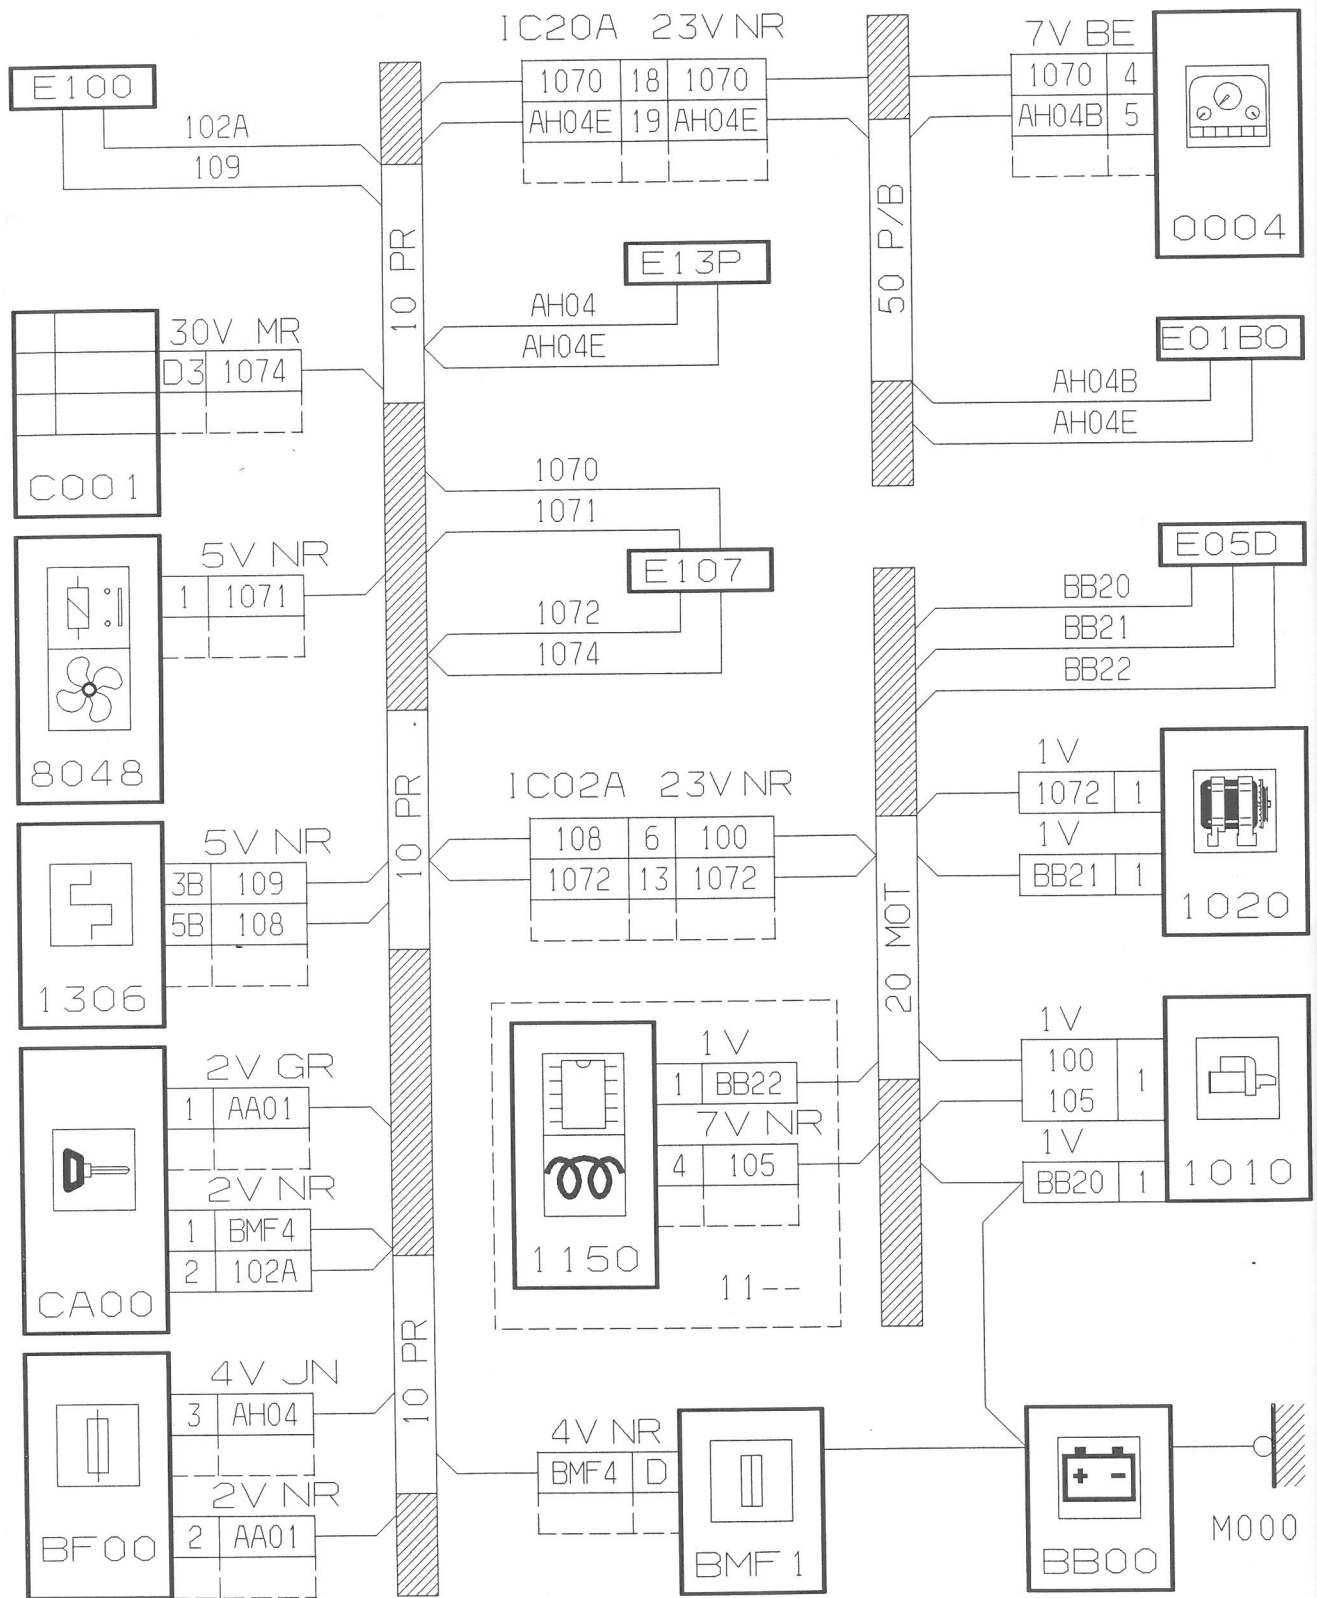 IC20A 23V NR
7V BE
E100
1070 18 1070
1070 4
AH04E 19 AH04E
AH04B 5
102A
109
0004
10 PR
50 P/B
E13P
AH04
AH04E
30V MR
D3 1074
C001
E01B0
AH04B
AH04E
1070
1071
E107
1072
1074
5V NR
1 1071
8048
E05D
BB20
BB21
BB22
IC02A 23V NR
108 6 100
1072 13 1072
10 PR
20 MOT
1V
1072 1
1V
BB21 1
1020
5V NR
3B 109
5B 108
1306
1V
1 BB22
7V NR
4 105
1150
11--
1V
100
105
1
1V
BB20 1
1010
2V GR
1 AA01
2V NR
1 BMF4
2 102A
CA00
10 PR
4V JN
3 AH04
2V NR
2 AA01
BF00
4V NR
BMF4 D
BMF1
+ -
BB00
M000